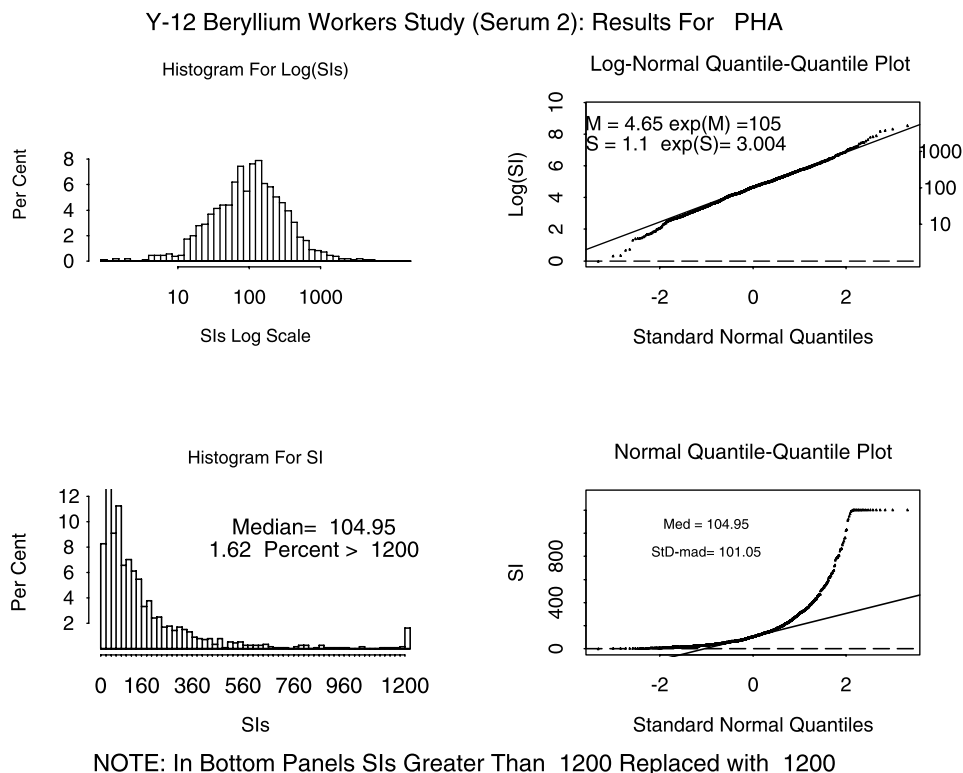 Y-12 Beryllium Workers Study (Serum 2): Results For PHA
Histogram For Log(SIs)
Per Cent
8
6
4
2
0
10 100 1000
SIs Log Scale
Log-Normal Quantile-Quantile Plot
Log(SI)
10
8
6
4
2
0
M = 4.65 exp(M) =105
S = 1.1 exp(S)= 3.004
1000
100
10
-2 0 2
Standard Normal Quantiles
Histogram For SI
Per Cent
12
10
8
6
4
2
Median= 104.95
1.62 Percent > 1200
0 160 360 560 760 960 1200
SIs
Normal Quantile-Quantile Plot
SI
800
400
0
Med = 104.95
StD-mad= 101.05
-2 0 2
Standard Normal Quantiles
NOTE: In Bottom Panels SIs Greater Than 1200 Replaced with 1200